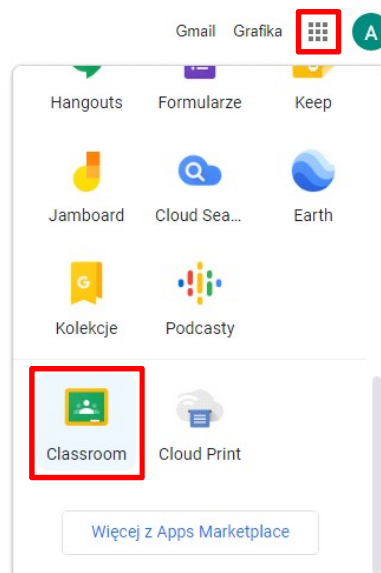 Gmail Grafika A
Hangouts Formularze Keep
Jamboard Cloud Sea... Earth
G
Kolekcje Podcasty
Classroom Cloud Print
Więcej z Apps Marketplace